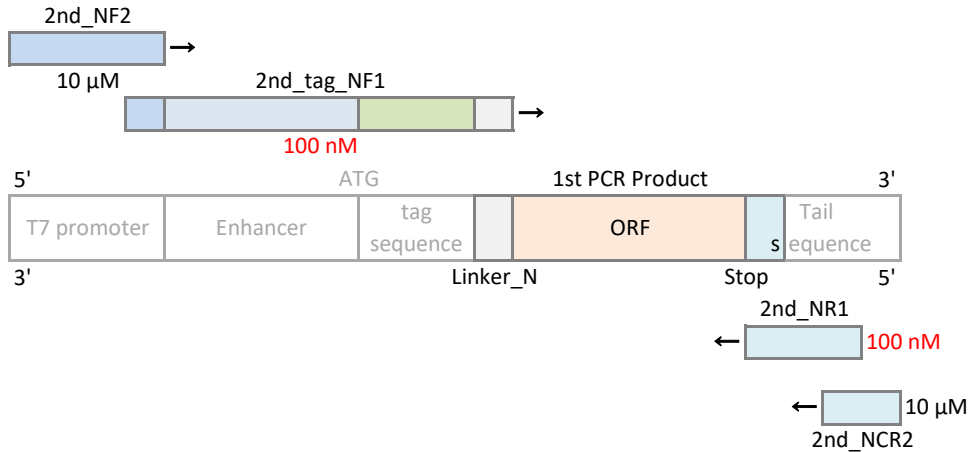 2nd_NF2
10 μM
2nd_tag_NF1
100 nM
5' ATG 1st PCR Product 3'
T7 promoter Enhancer tag sequence ORF s Tail equence
3' Linker_N Stop 5'
2nd_NR1
100 nM
10 μM
2nd_NCR2